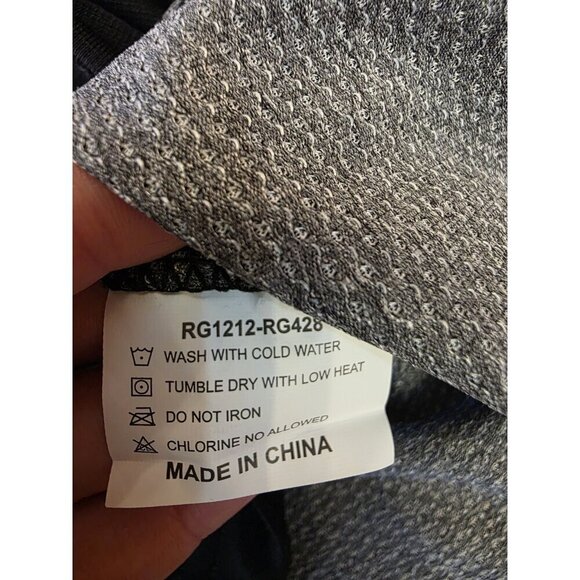 RG1212-RG428
WASH WITH COLD WATER
TUMBLE DRY WITH LOW HEAT
DO NOT IRON
CHLORINE NO ALLOWED
MADE IN CHINA